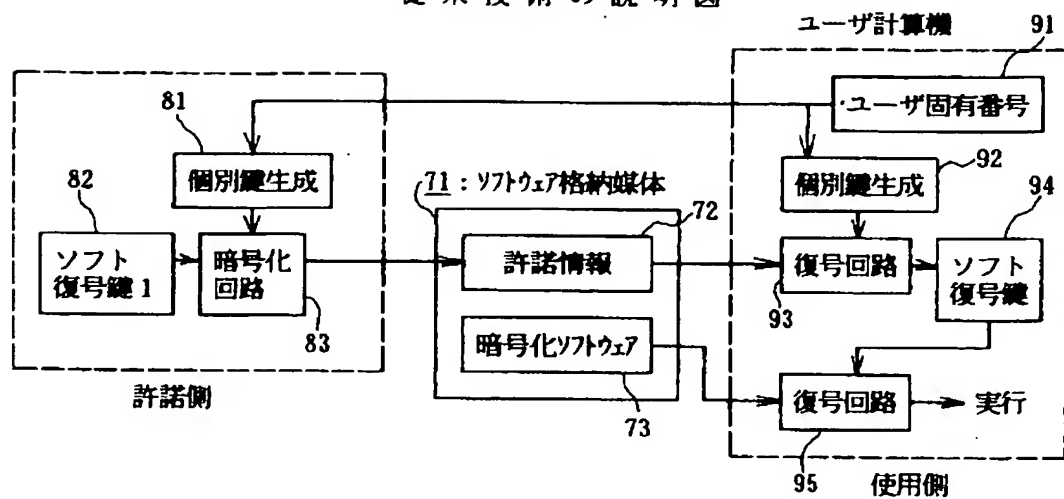 従来技術の説明図
ユーザ計算機
91
・ユーザ固有番号
81
個別鍵生成
92
個別鍵生成
82
71：ソフトウェア格納媒体
94
ソフト
復号鍵1
暗号化
回路
83
72
許諾情報
復号回路
93
ソフト
復号鍵
暗号化ソフトウェア
73
復号回路
95
実行
許諾側
使用側